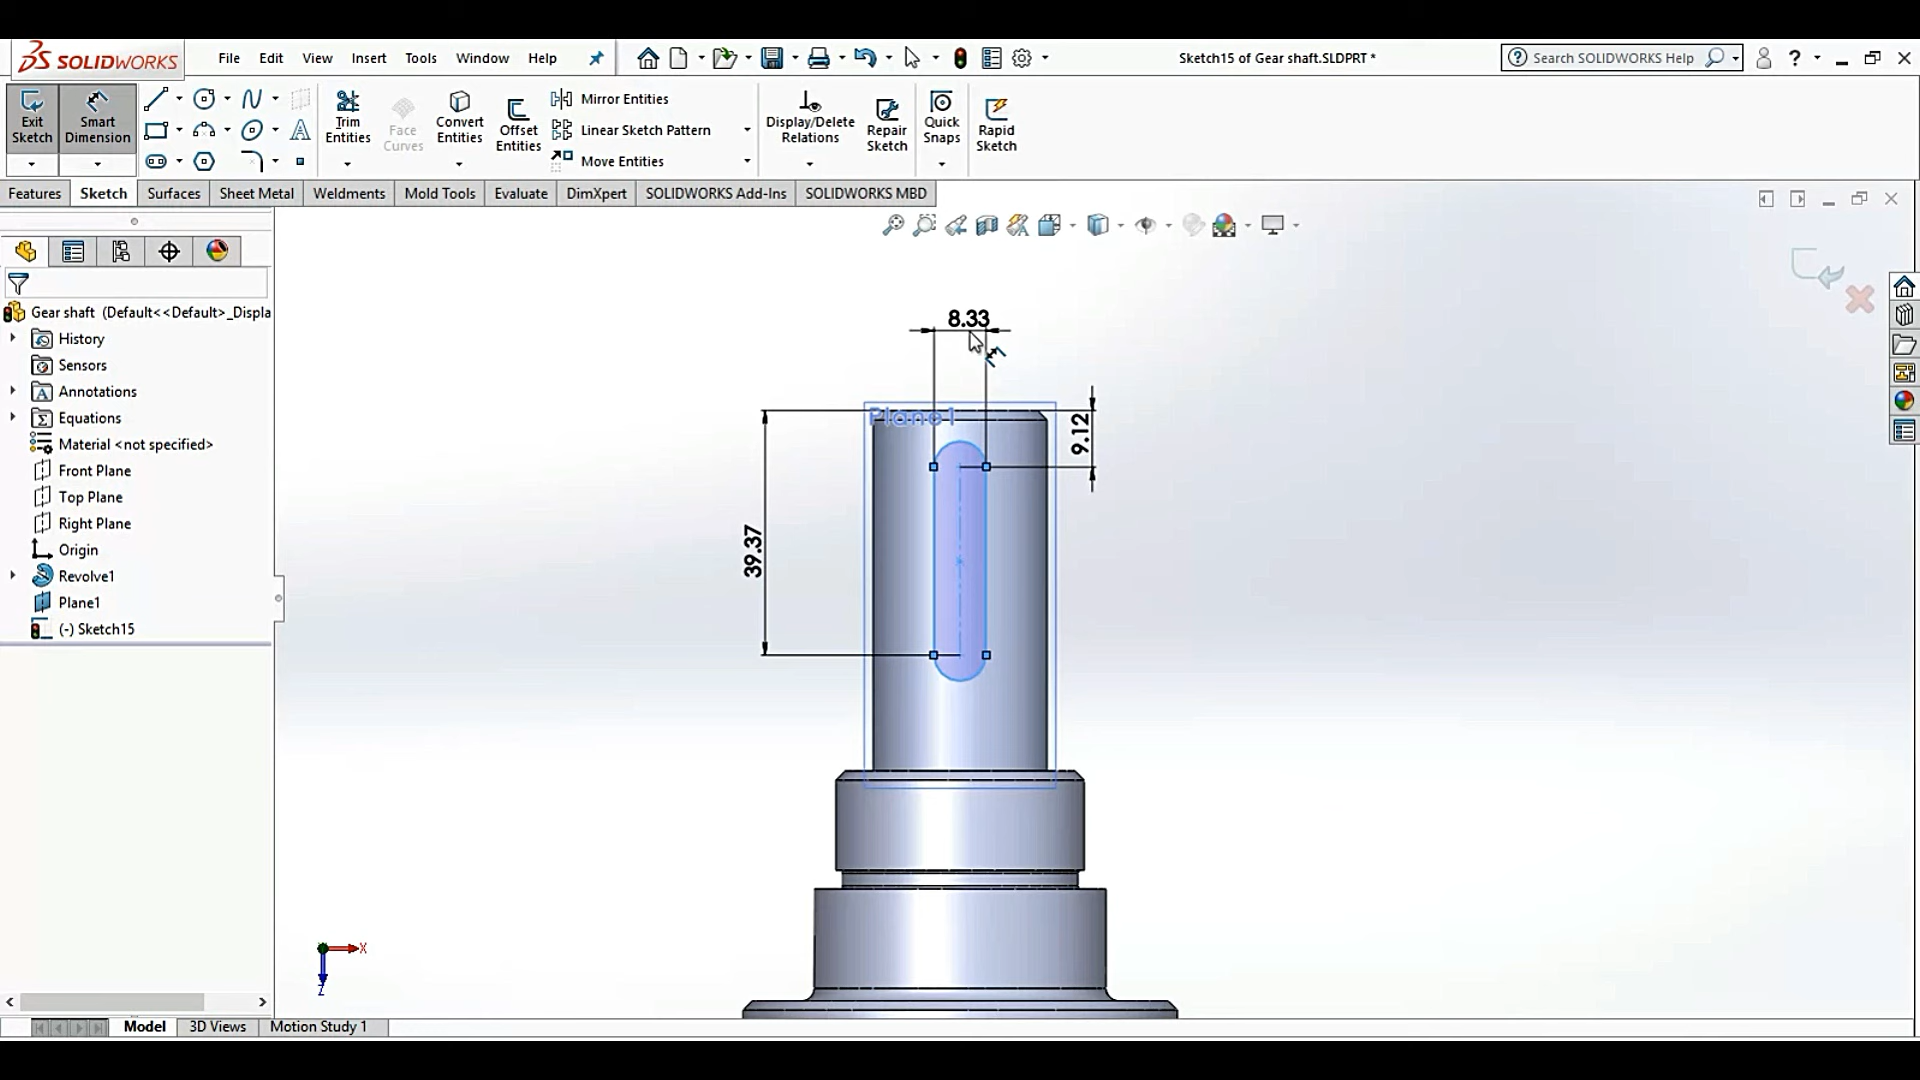 SOLIDWORKS File Edit View Insert Tools Window Help Sketch15 of Gear shaft.SLDPRT * Search SOLIDWORKS Help
Exit Sketch
Smart Dimension
Trim Entities
Face Curves
Convert Entities
Offset Entities
Mirror Entities
Linear Sketch Pattern
Move Entities
Display/Delete Relations
Repair Sketch
Quick Snaps
Rapid Sketch
Features Sketch Surfaces Sheet Metal Weldments Mold Tools Evaluate DimXpert SOLIDWORKS Add-Ins SOLIDWORKS MBD
Gear shaft (Default<<Default>_Displa
History
Sensors
Annotations
Equations
Material <not specified>
Front Plane
Top Plane
Right Plane
Origin
Revolve1
Plane1
(-) Sketch15
8.33
Plane1
9.12
39.37
X
Z
Model 3D Views Motion Study 1